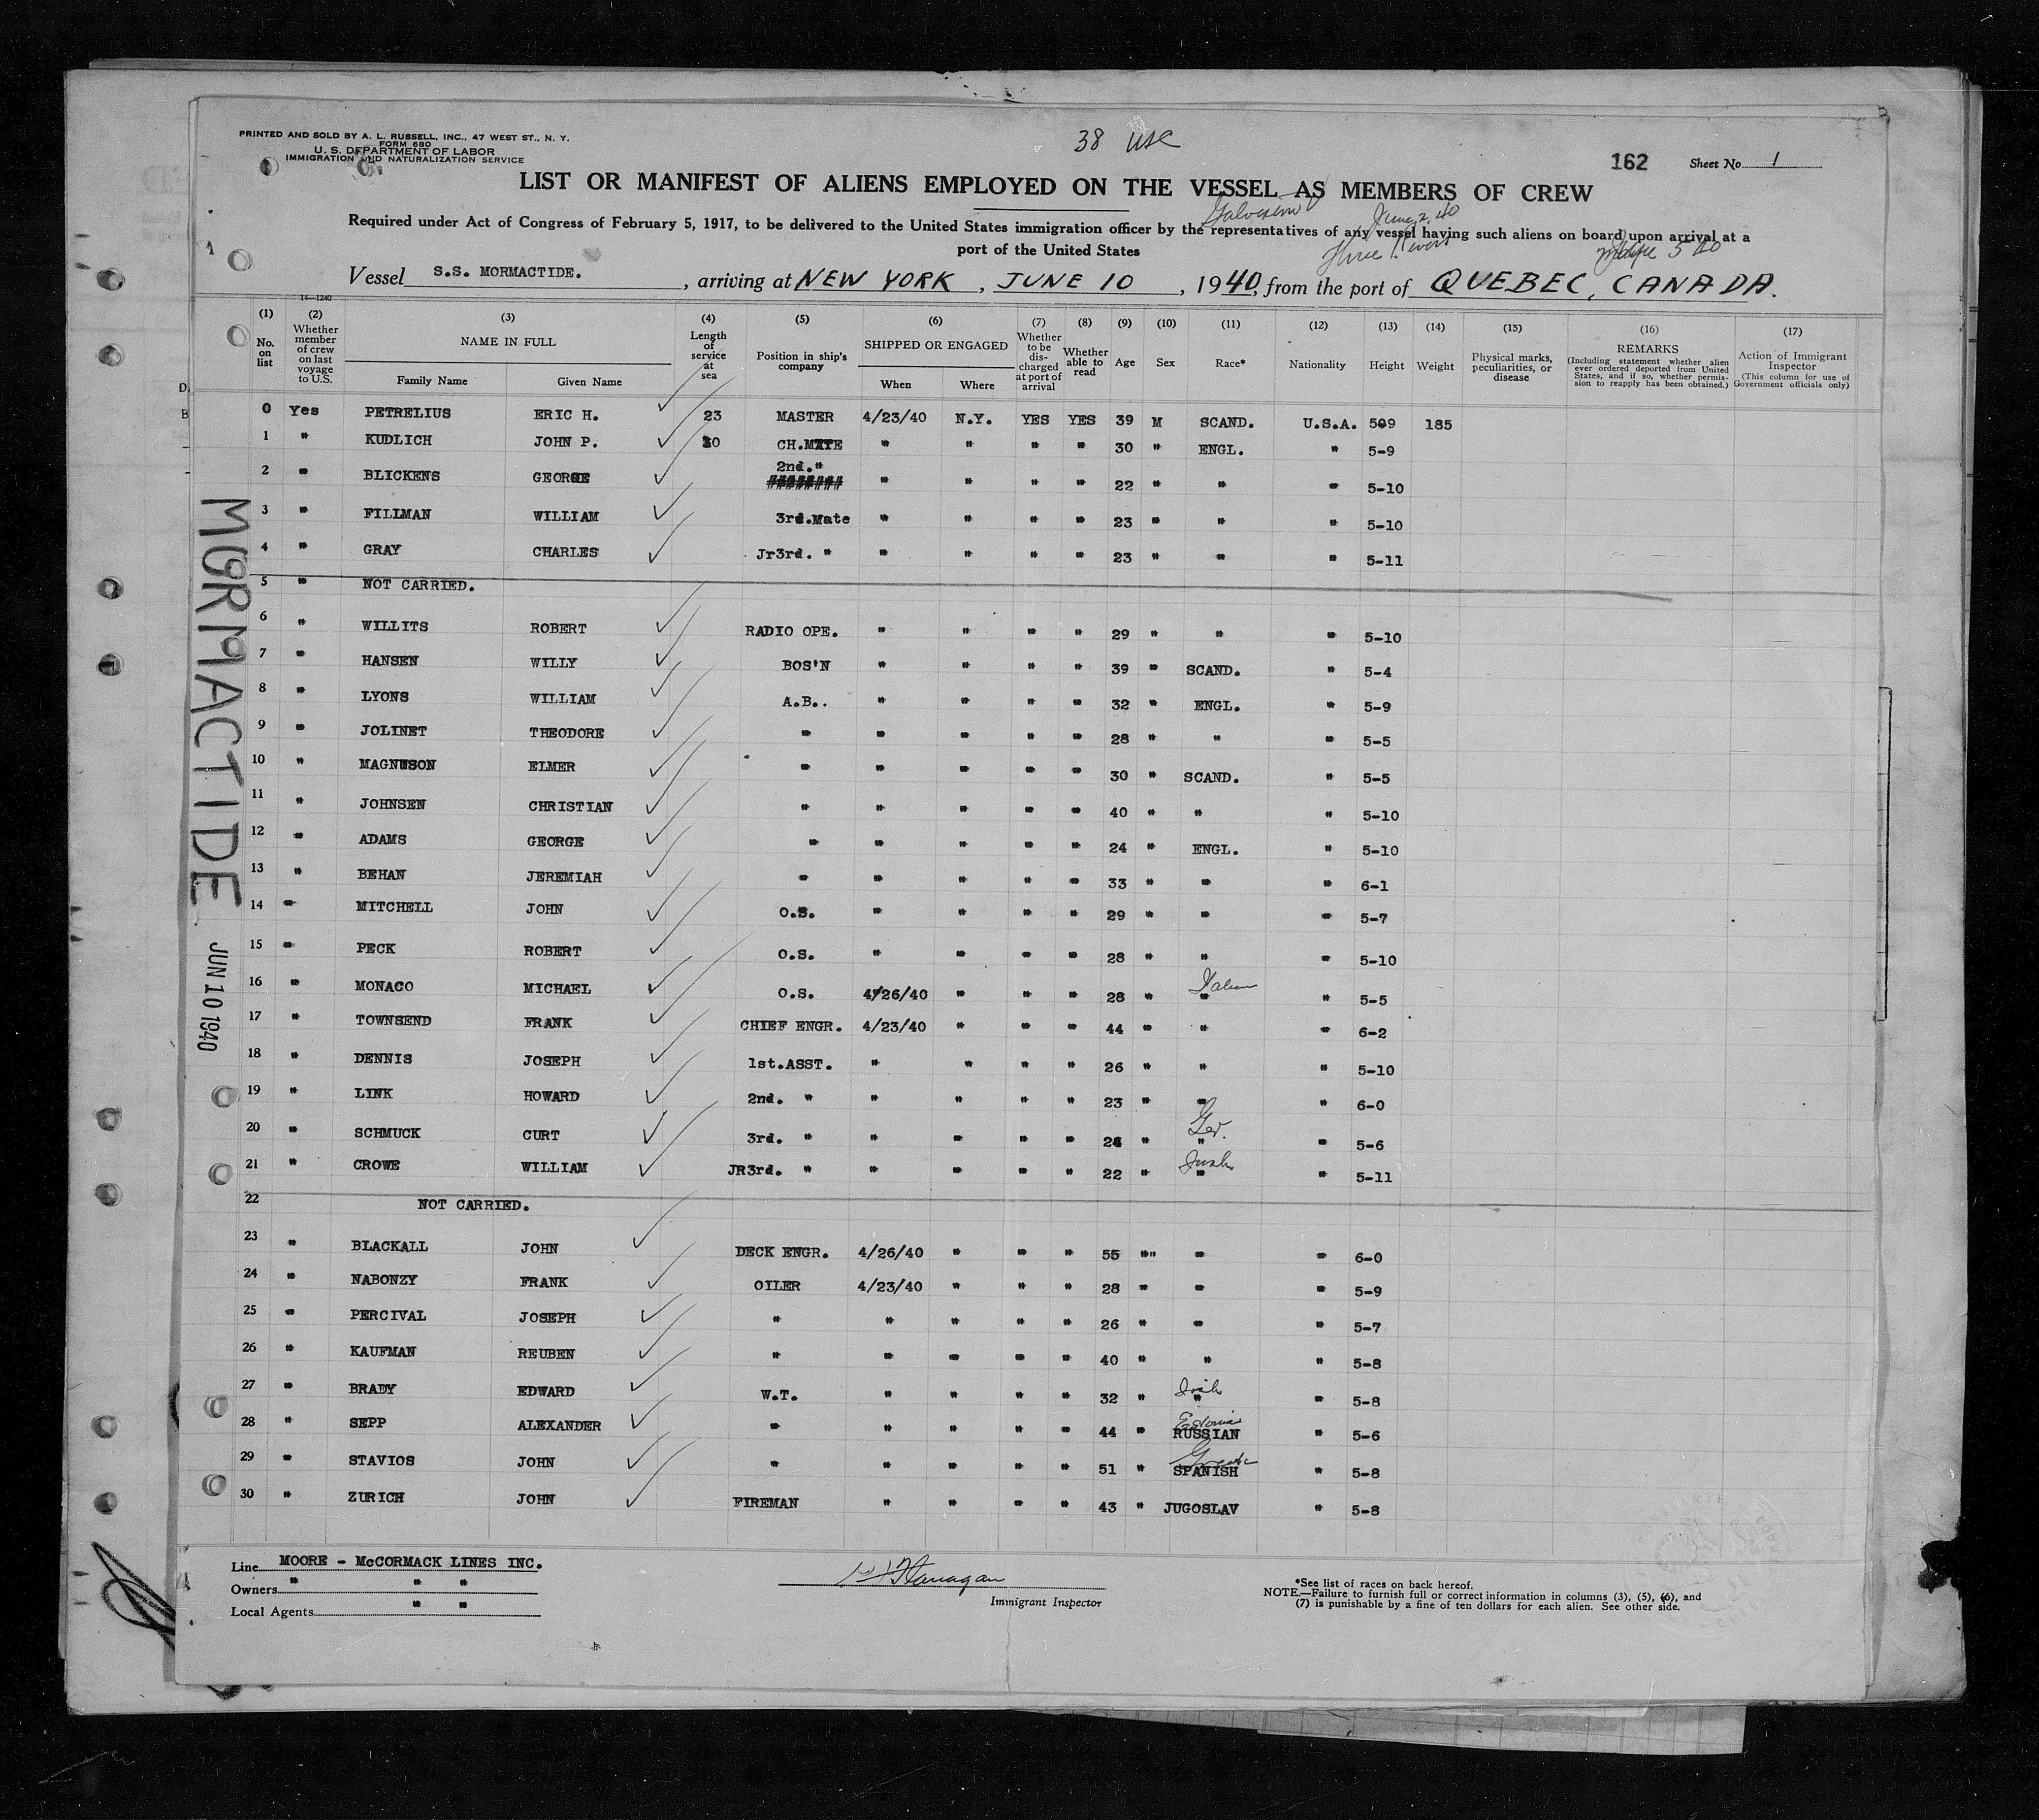 PRINTED AND SOLD BY A. L. RUSSELL, INC., 47 WEST ST., N. Y.
FORM 680
U. S. DEPARTMENT OF LABOR
IMMIGRATION AND NATURALIZATION SERVICE
38 USC
162 Sheet No. 1
LIST OR MANIFEST OF ALIENS EMPLOYED ON THE VESSEL AS MEMBERS OF CREW
Galveston June 2, 40
Required under Act of Congress of February 5, 1917, to be delivered to the United States immigration officer by the representatives of any vessel having such aliens on board upon arrival at a
port of the United States
Three Rivers
Vessel S.S. MORMACTIDE. , arriving at NEW YORK , JUNE 10 , 1940, from the port of QUEBEC, CANADA.
14—1240
(1) (2) (3) (4) (5) (6) (7) (8) (9) (10) (11) (12) (13) (14) (15) (16) (17)
No. on list Whether member of crew on last voyage to U.S. NAME IN FULL Family Name Given Name Length of service at sea Position in ship's company SHIPPED OR ENGAGED When Where Whether to be discharged at port of arrival Whether able to read Age Sex Race* Nationality Height Weight Physical marks, peculiarities, or disease REMARKS (Including statement whether alien ever ordered deported from United States, and if so, whether permission to reapply has been obtained.) Action of Immigrant Inspector (This column for use of Government officials only)
0 Yes PETRELIUS ERIC H. 23 MASTER 4/23/40 N.Y. YES YES 39 M SCAND. U.S.A. 509 185
1 " KUDLICH JOHN P. 10 CH.MATE " " " " 30 " ENGL. " 5-9
2 " BLICKENS GEORGE 2nd." " " " " 22 " " " 5-10
3 " FILLMAN WILLIAM 3rd.Mate " " " " 23 " " " 5-10
4 " GRAY CHARLES Jr3rd. " " " " " 23 " " " 5-11
5 " NOT CARRIED.
6 " WILLITS ROBERT RADIO OPE. " " " " 29 " " " 5-10
7 " HANSEN WILLY BOS'N " " " " 39 " SCAND. " 5-4
8 " LYONS WILLIAM A.B.. " " " " 32 " ENGL. " 5-9
9 " JOLINET THEODORE " " " " " 28 " " " 5-5
10 " MAGNUSON ELMER " " " " " 30 " SCAND. " 5-5
11 " JOHNSEN CHRISTIAN " " " " " 40 " " " 5-10
12 " ADAMS GEORGE " " " " " 24 " ENGL. " 5-10
13 " BEHAN JEREMIAH " " " " " 33 " " " 6-1
14 " MITCHELL JOHN O.S. " " " " 29 " " " 5-7
15 " PECK ROBERT O.S. " " " " 28 " " " 5-10
16 " MONACO MICHAEL O.S. 4/26/40 " " " 28 " Italian " " 5-5
17 " TOWNSEND FRANK CHIEF ENGR. 4/23/40 " " " 44 " " " 6-2
18 " DENNIS JOSEPH 1st.ASST. " " " " 26 " " " 5-10
19 " LINK HOWARD 2nd. " " " " " 23 " " " 6-0
20 " SCHMUCK CURT 3rd. " " " " " 24 " Ger. " " 5-6
21 " CROWE WILLIAM JR3rd. " " " " " 22 " Irish " " 5-11
22 NOT CARRIED.
23 " BLACKALL JOHN DECK ENGR. 4/26/40 " " " 55 "" " " 6-0
24 " NABONZY FRANK OILER 4/23/40 " " " 28 " " " 5-9
25 " PERCIVAL JOSEPH " " " " " 26 " " " 5-7
26 " KAUFMAN REUBEN " " " " " 40 " " " 5-8
27 " BRADY EDWARD W.T. " " " " 32 " Irish " " 5-8
28 " SEPP ALEXANDER " " " " " 44 " Estonia RUSSIAN " 5-6
29 " STAVIOS JOHN " " " " " 51 " Greek SPANISH " 5-8
30 " ZURICH JOHN FIREMAN " " " " 43 " JUGOSLAV " 5-8
MORMACTIDE
JUN 10 1940
Line MOORE - McCORMACK LINES INC.
Owners " " "
Local Agents " "
Flanagan
Immigrant Inspector
*See list of races on back hereof.
NOTE.—Failure to furnish full or correct information in columns (3), (5), (6), and
(7) is punishable by a fine of ten dollars for each alien. See other side.